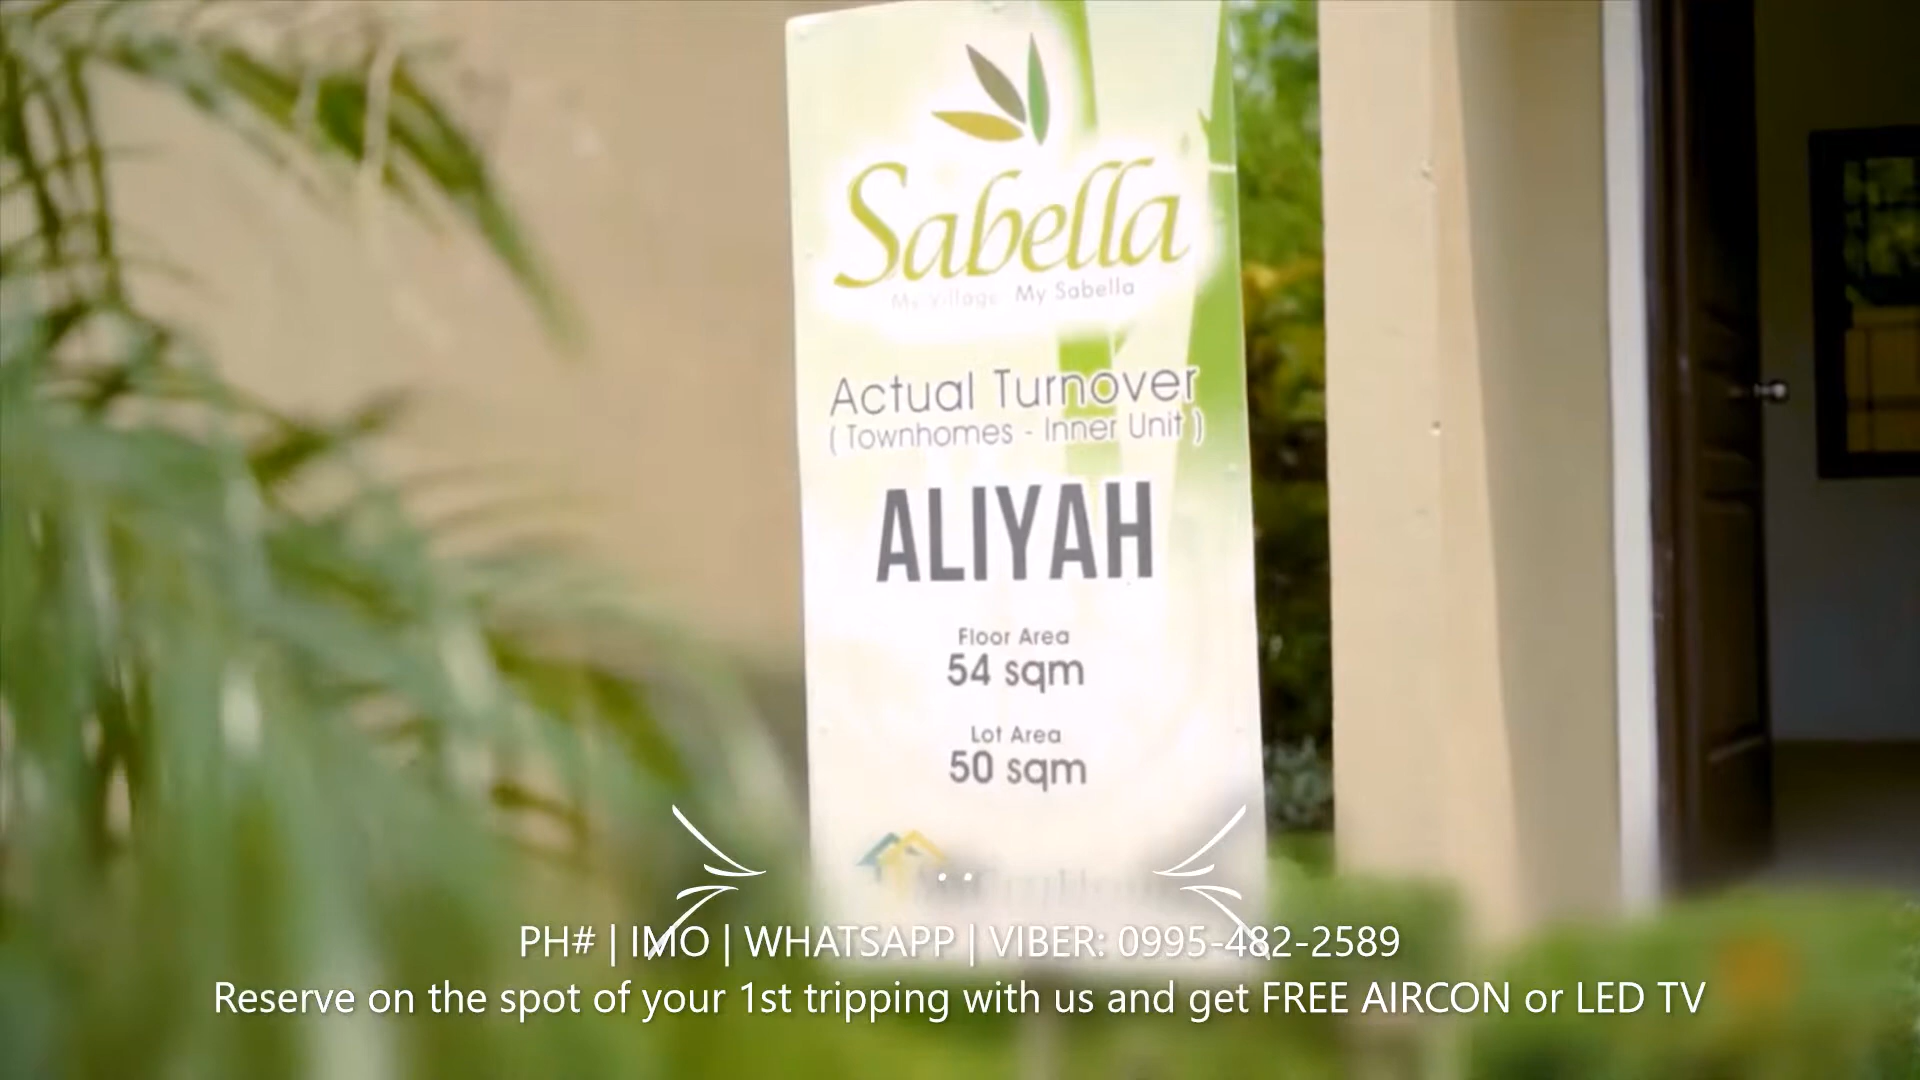 Sabella
My Village. My Sabella
Actual Turnover
( Townhomes - Inner Unit )
ALIYAH
Floor Area
54 sqm
Lot Area
50 sqm
PH# | IMO | WHATSAPP | VIBER: 0995-482-2589
Reserve on the spot of your 1st tripping with us and get FREE AIRCON or LED TV